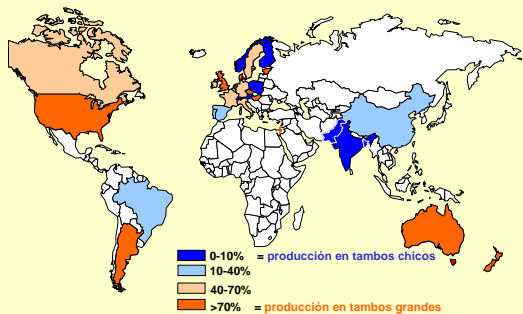 0-10% = producción en tambos chicos
10-40%
40-70%
>70% = producción en tambos grandes